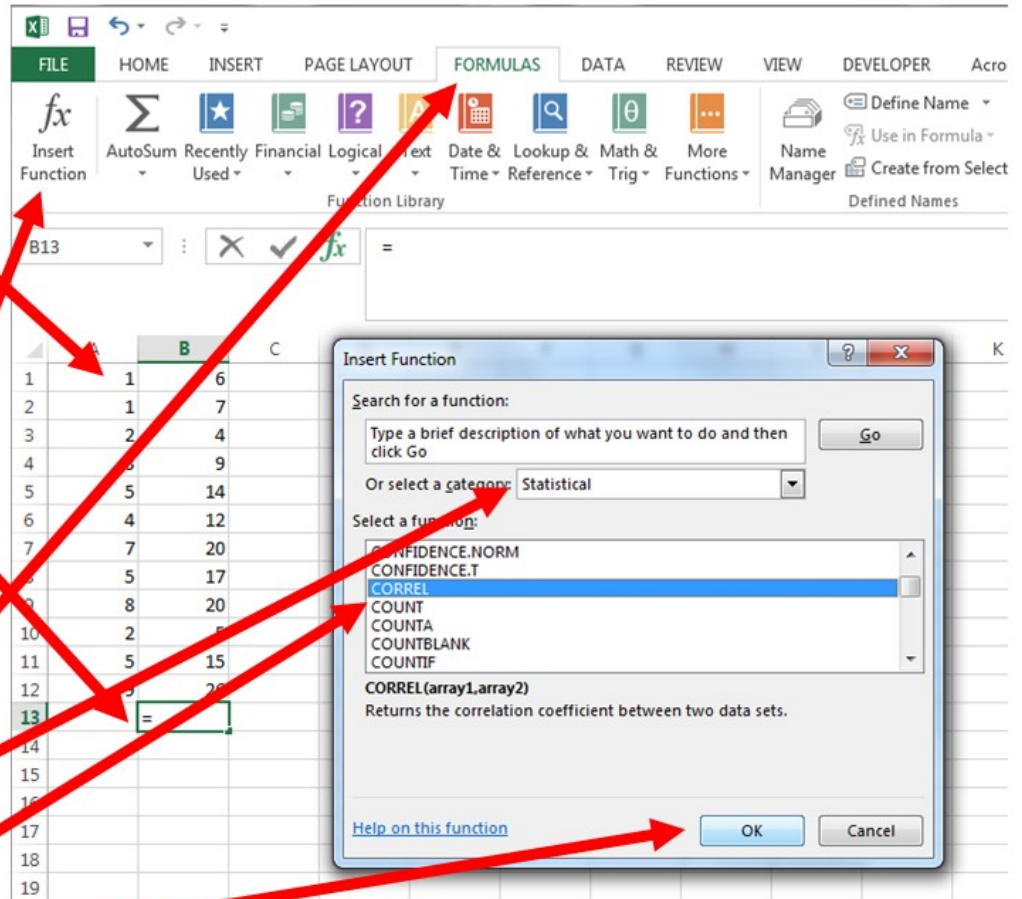 FILE HOME INSERT PAGE LAYOUT FORMULAS DATA REVIEW VIEW DEVELOPER Acro
fx Σ ? A θ
Insert Function AutoSum Recently Used Financial Logical Text Date & Time Lookup & Reference Math & Trig More Functions Name Manager
Define Name
Use in Formula
Create from Select
Function Library Defined Names
B13 fx =
A B C K
1 1 6
2 1 7
3 2 4
4 9
5 5 14
6 4 12
7 7 20
5 17
9 8 20
10 2
11 5 15
12
13 =
14
15
16
17
18
19
Insert Function
Search for a function:
Type a brief description of what you want to do and then
click Go
Go
Or select a category: Statistical
Select a function:
CONFIDENCE.NORM
CONFIDENCE.T
CORREL
COUNT
COUNTA
COUNTBLANK
COUNTIF
CORREL(array1,array2)
Returns the correlation coefficient between two data sets.
Help on this function
OK Cancel